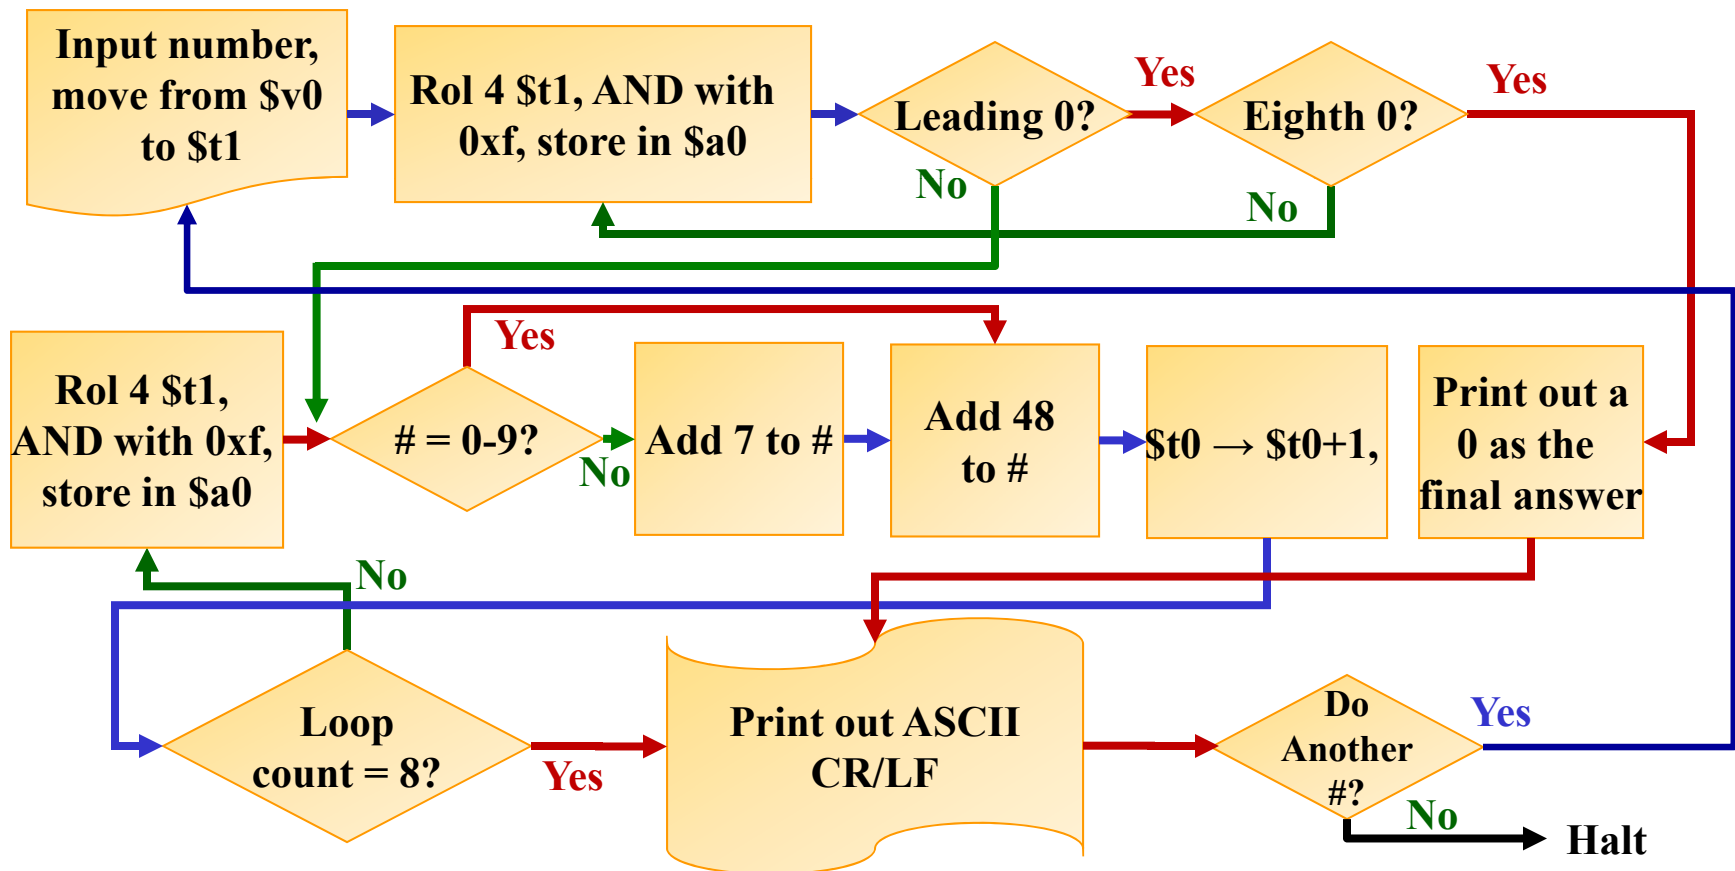 Input number,
move from $v0
to $t1
Rol 4 $t1, AND with
0xf, store in $a0
Leading 0?
Yes
No
Eighth 0?
Yes
No
Rol 4 $t1,
AND with 0xf,
store in $a0
# = 0-9?
Yes
No
Add 7 to #
Add 48
to #
$t0 → $t0+1,
Print out a
0 as the
final answer
Loop
count = 8?
No
Yes
Print out ASCII
CR/LF
Do
Another
#?
Yes
No
Halt